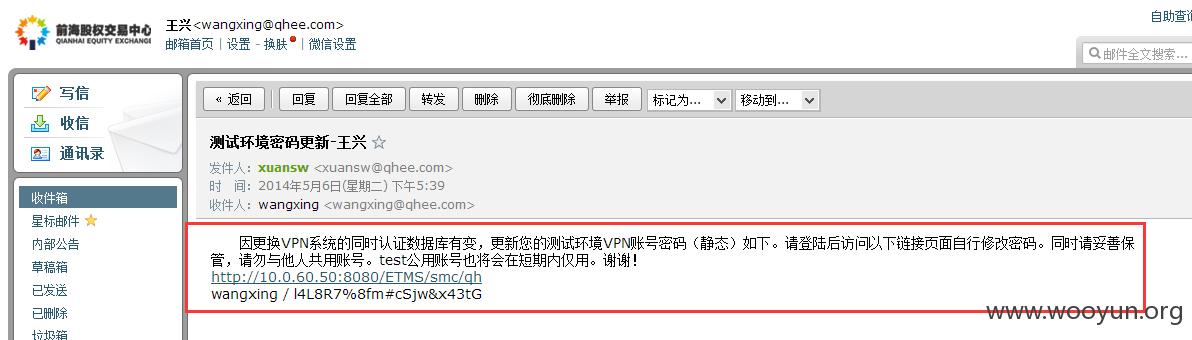 前海股权交易中心
QIANHAI EQUITY EXCHANGE
王兴<wangxing@qhee.com>
邮箱首页 | 设置 - 换肤 | 微信设置
自助查询
邮件全文搜索...
写信
收信
通讯录
收件箱
星标邮件
内部公告
草稿箱
已发送
已删除
垃圾箱
« 返回 回复 回复全部 转发 删除 彻底删除 举报 标记为... 移动到...
测试环境密码更新-王兴
发件人：xuansw <xuansw@qhee.com>
时 间：2014年5月6日(星期二) 下午5:39
收件人：wangxing <wangxing@qhee.com>
因更换VPN系统的同时认证数据库有变，更新您的测试环境VPN账号密码（静态）如下。请登陆后访问以下链接页面自行修改密码。同时请妥善保
管，请勿与他人共用账号。test公用账号也将会在短期内仅用。谢谢！
http://10.0.60.50:8080/ETMS/smc/qh
wangxing / l4L8R7%8fm#cSjw&x43tG
www.wooyun.org